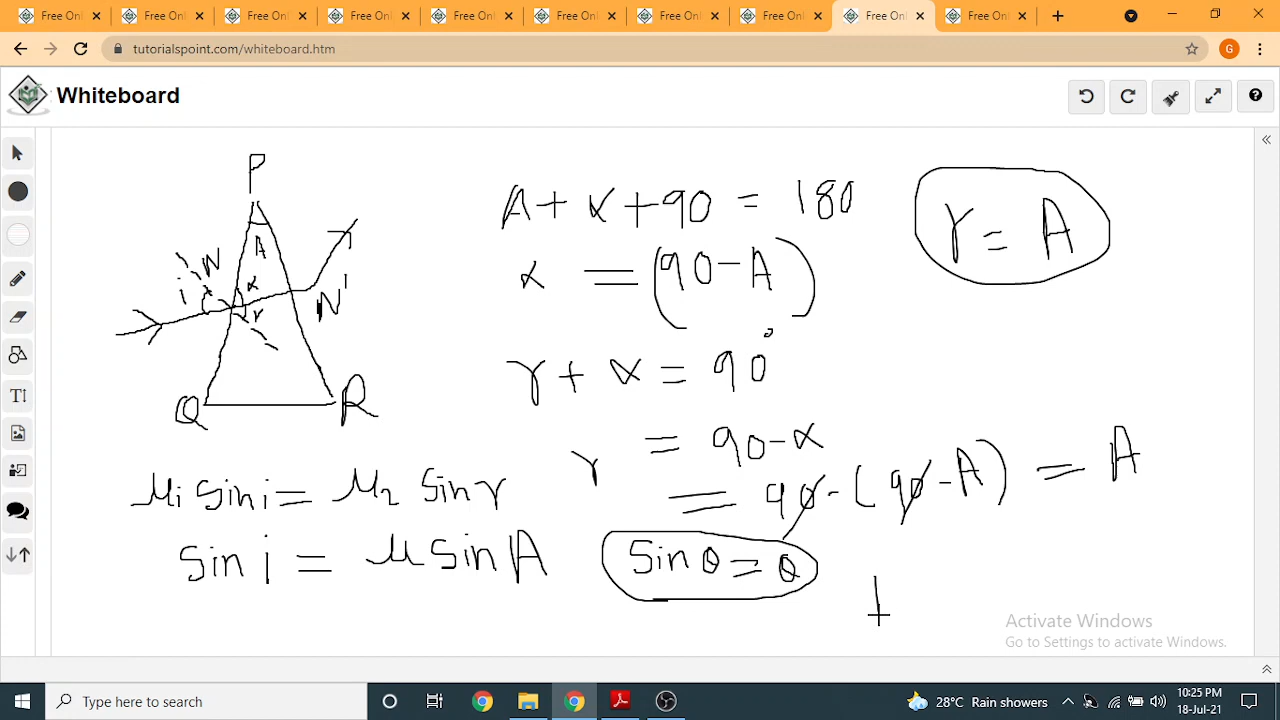 Free Onl
Free Onl
Free Onl
Free Onl
Free Onl
Free Onl
Free Onl
Free Onl
Free Onl
Free Onl
G
tutorialspoint.com/whiteboard.htm
Whiteboard
P
A + α + 90 = 180
r = A
A
N
i
α
r
N'
α = (90 - A)
r + α = 90°
Q
R
r = 90 - α
= 90 - (90 - A) = A
μ1 sin i = μ2 sin r
sin i = μ sin A
sin θ = θ
T
Activate Windows
Go to Settings to activate Windows.
Type here to search
28°C Rain showers
10:25 PM
18-Jul-21